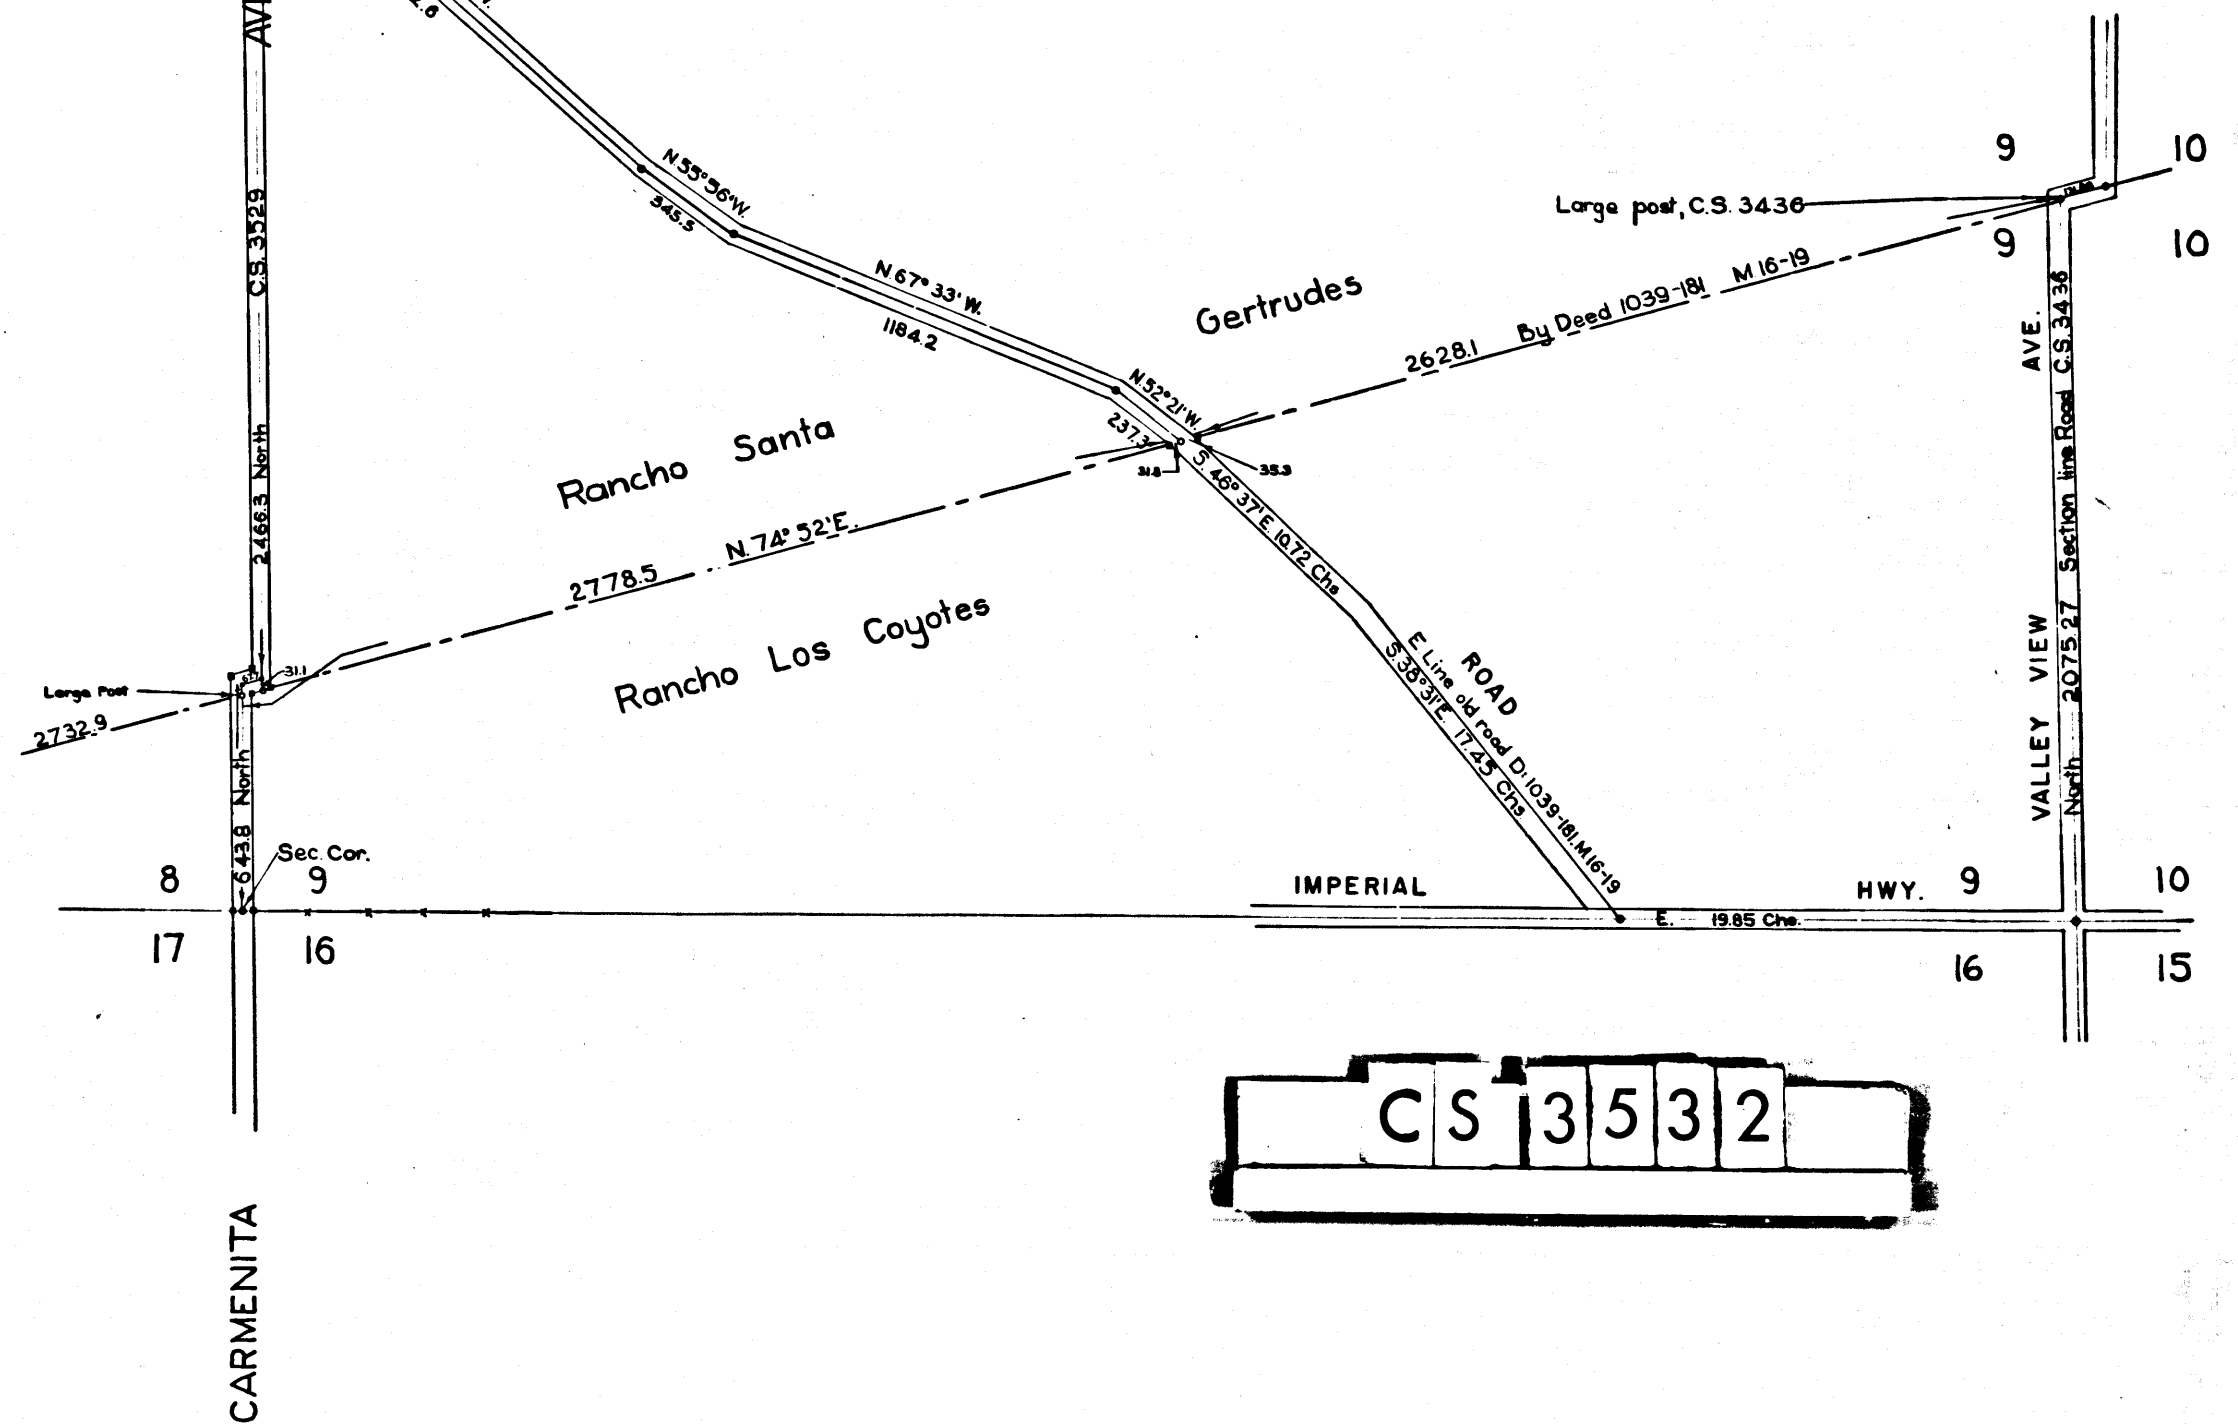 AVE
C.S. 3529
2466.3 North
N.55°56'W.
345.5
N.67°33'W.
1184.2
N.52°21'W.
237.3
31.8
35.3
Gertrudes
Rancho Santa
2628.1 By Deed 1039-181 M 16-19
Large post, C.S. 3436
9 10
9 10
2778.5 N.74°52'E.
Rancho Los Coyotes
S.46°37'E. 10.72 Chs
S.38°31'E. 17.45 Chs.
ROAD
E. Line old road D:1039-181.M16-19
VALLEY VIEW AVE.
North 2075.27 Section line Road C.S. 3436
31.1
Large Post
2732.9
643.8 North
Sec. Cor.
8 9
17 16
IMPERIAL HWY.
E. 19.85 Chs.
9 10
16 15
CS 3532
CARMENITA